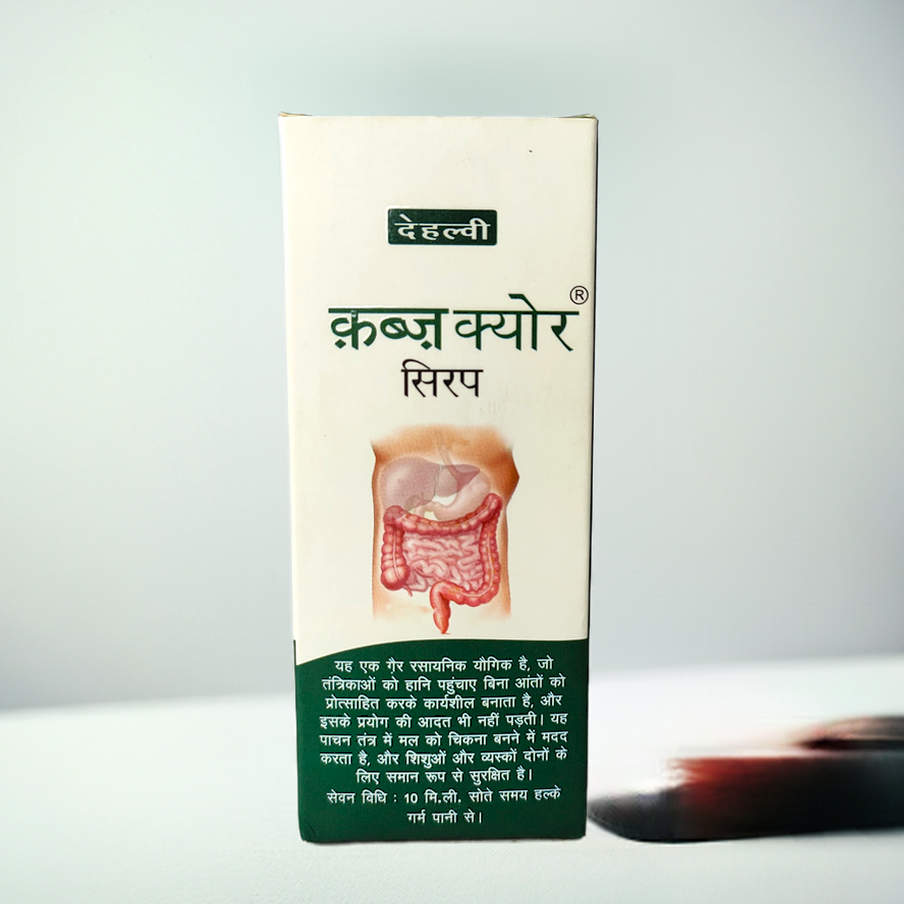 देहल्वी
क़ब्ज़ क्योर ®
सिरप
यह एक ग़ैर रसायनिक यौगिक है, जो
तंत्रिकाओं को हानि पहुंचाए बिना आंतों को
प्रोत्साहित करके कार्यशील बनाता है, और
इसके प्रयोग की आदत भी नहीं पड़ती। यह
पाचन तंत्र में मल को चिकना बनने में मदद
करता है, और शिशुओं और व्यस्कों दोनों के
लिए समान रूप से सुरक्षित है।
सेवन विधि : 10 मि.ली. सोते समय हल्के
गर्म पानी से।